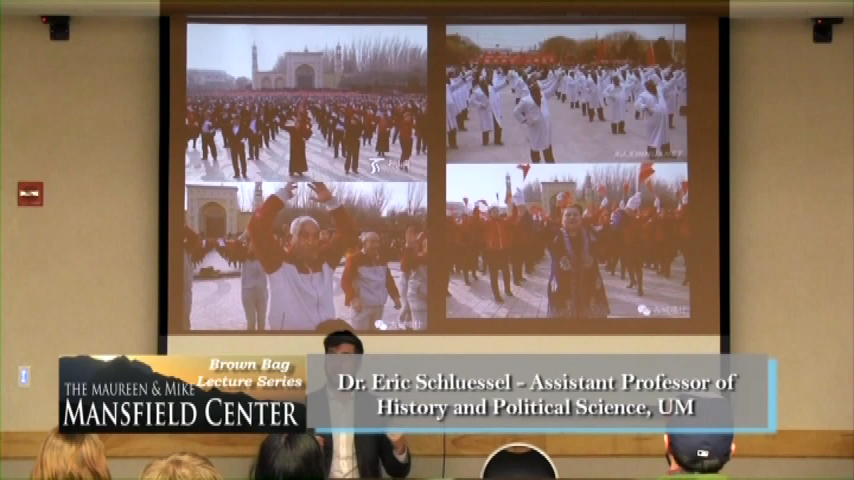 Brown Bag
Lecture Series
THE MAUREEN & MIKE
MANSFIELD CENTER
Dr. Eric Schluessel - Assistant Professor of
History and Political Science, UM